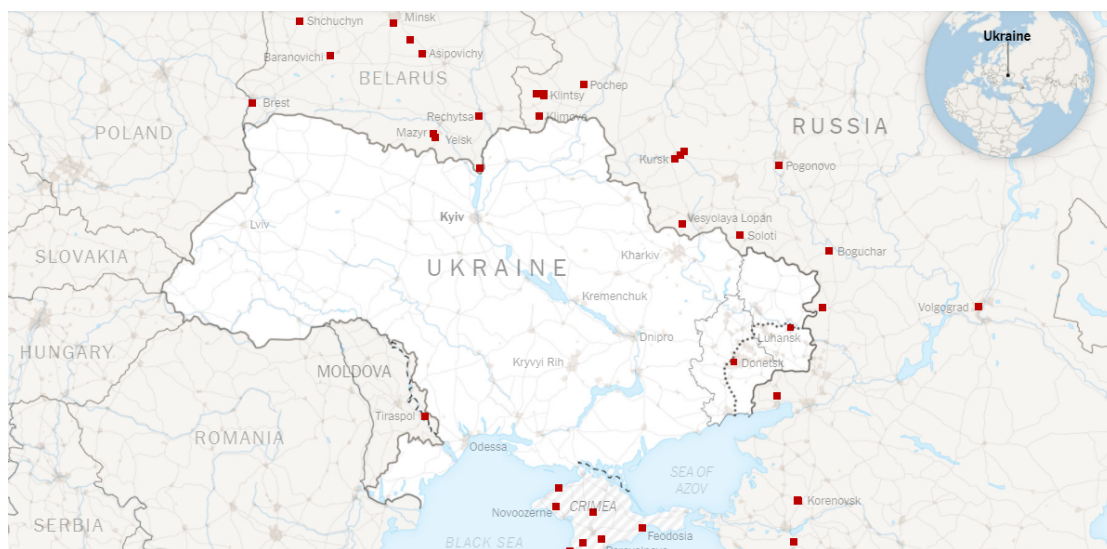 Shchuchyn
Minsk
Ukraine
Baranovichi
Asipovichy
BELARUS
Pochep
Klintsy
Brest
Rechytsa
Klimovo
POLAND
Mazyr
Yelsk
RUSSIA
Kursk
Pogonovo
Kyiv
Lviv
Vesyolaya Lopan
Soloti
SLOVAKIA
Kharkiv
Boguchar
UKRAINE
Kremenchuk
Volgograd
HUNGARY
Dnipro
Luhansk
Kryvyi Rih
Donetsk
MOLDOVA
Tiraspol
ROMANIA
Odessa
SEA OF
AZOV
Korenovsk
Novoozerne
CRIMEA
SERBIA
Feodosia
BLACK SEA